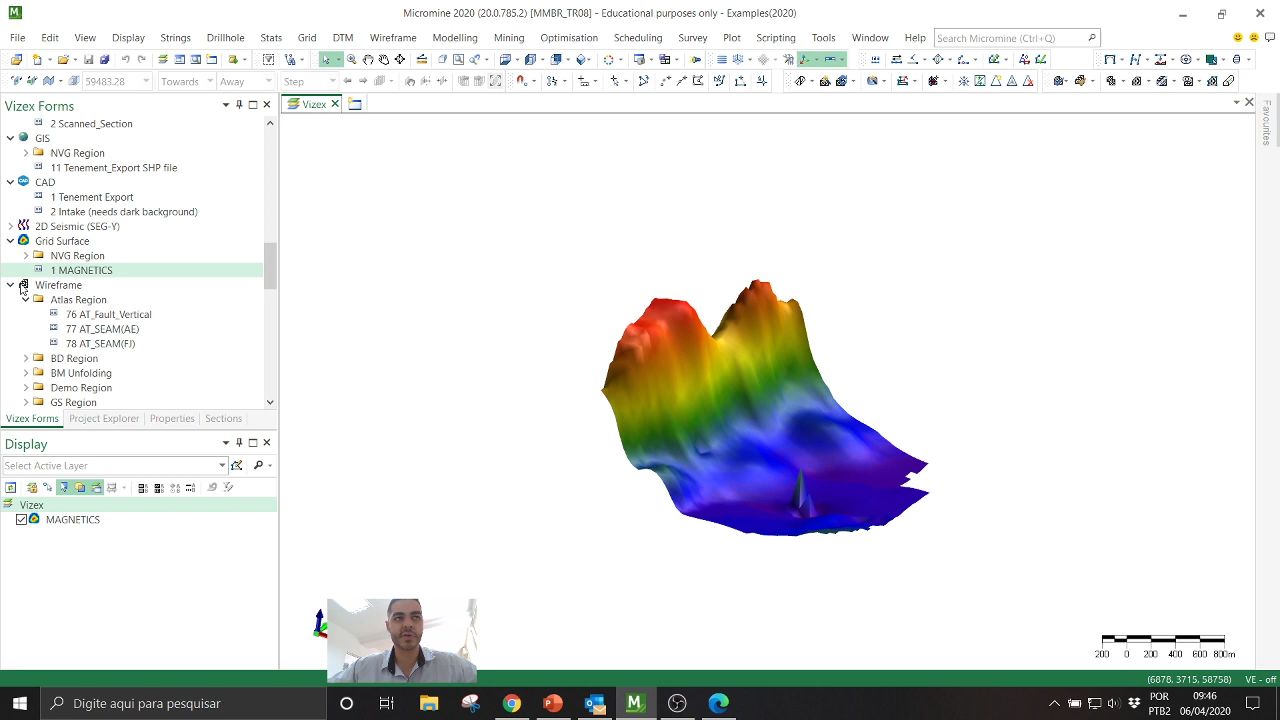 Micromine 2020 (20.0.785.2) [MMBR_TR08] - Educational purposes only - Examples(2020)
File Edit View Display Strings Drillhole Stats Grid DTM Wireframe Modelling Mining Optimisation Scheduling Survey Plot Scripting Tools Window Help Search Micromine (Ctrl+Q)
59483.28 Towards Away Step
Vizex Forms
Vizex
Favourites
2 Scanned_Section
GIS
NVG Region
11 Tenement_Export SHP file
CAD
1 Tenement Export
2 Intake (needs dark background)
2D Seismic (SEG-Y)
Grid Surface
NVG Region
1 MAGNETICS
Wireframe
Atlas Region
76 AT_Fault_Vertical
77 AT_SEAM(AE)
78 AT_SEAM(FJ)
BD Region
BM Unfolding
Demo Region
GS Region
Vizex Forms Project Explorer Properties Sections
Display
Select Active Layer
Vizex
MAGNETICS
200 0 200 400 600 800m
(6878, 3715, 58758) VE - off
Digite aqui para pesquisar
POR
PTB2
09:46
06/04/2020